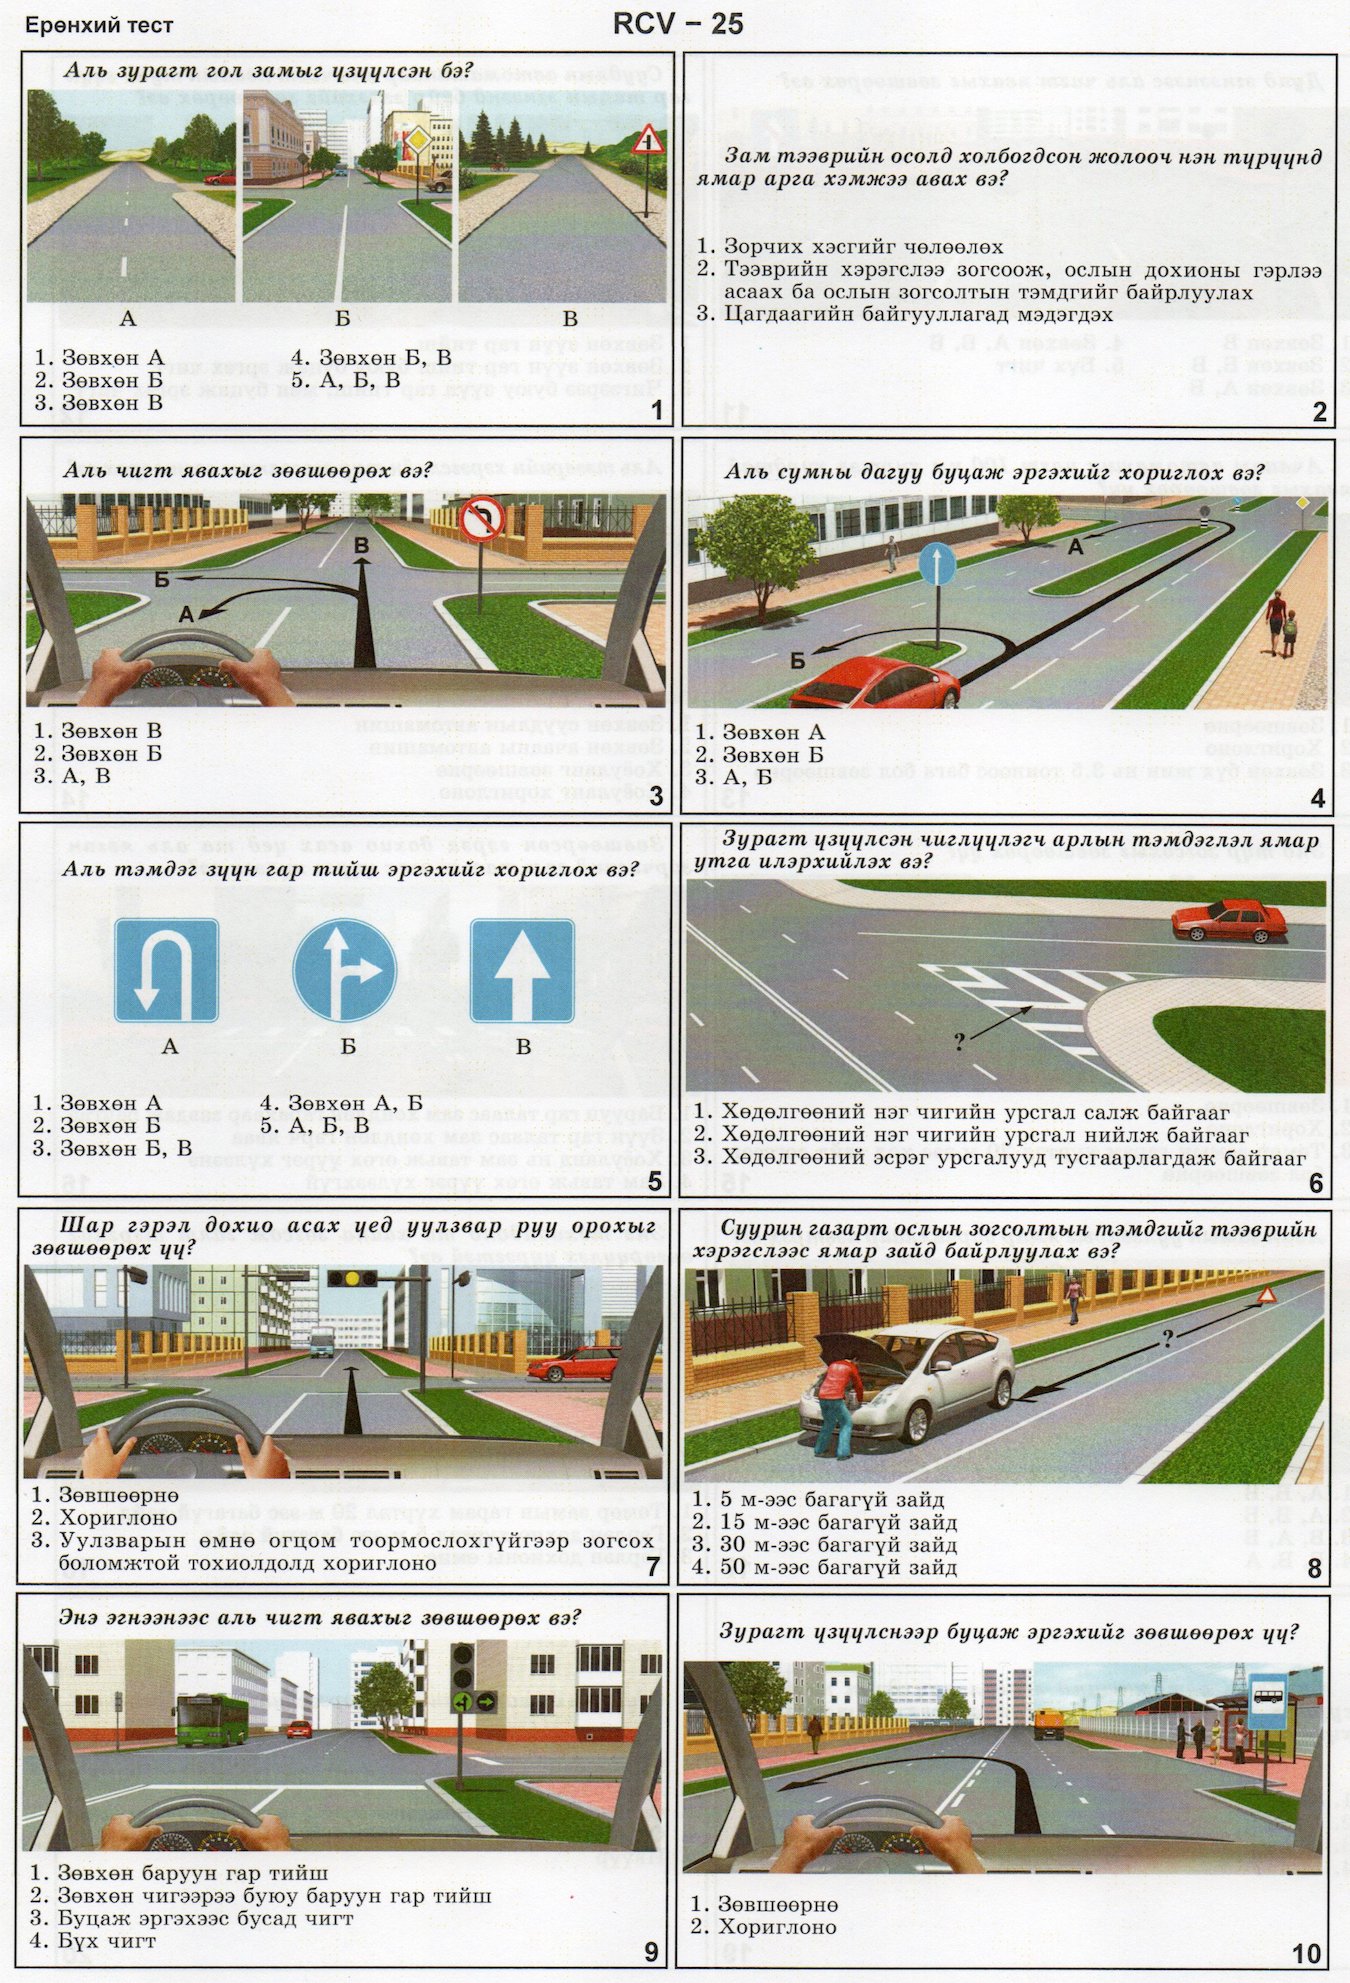 Ерөнхий тест
RCV – 25
Аль зурагт гол замыг үзүүлсэн бэ?
А
Б
В
1. Зөвхөн А
2. Зөвхөн Б
3. Зөвхөн В
4. Зөвхөн Б, В
5. А, Б, В
1
Зам тээврийн осолд холбогдсон жолооч нэн түрүүнд
ямар арга хэмжээ авах вэ?
1. Зорчих хэсгийг чөлөөлөх
2. Тээврийн хэрэгслээ зогсоож, ослын дохионы гэрлээ
асаах ба ослын зогсолтын тэмдгийг байрлуулах
3. Цагдаагийн байгууллагад мэдэгдэх
2
Аль чигт явахыг зөвшөөрөх вэ?
В
Б
А
1. Зөвхөн В
2. Зөвхөн Б
3. А, В
3
Аль сумны дагуу буцаж эргэхийг хориглох вэ?
А
Б
1. Зөвхөн А
2. Зөвхөн Б
3. А, Б
4
Аль тэмдэг зүүн гар тийш эргэхийг хориглох вэ?
А
Б
В
1. Зөвхөн А
2. Зөвхөн Б
3. Зөвхөн Б, В
4. Зөвхөн А, Б
5. А, Б, В
5
Зурагт үзүүлсэн чиглүүлэгч арлын тэмдэглэл ямар
утга илэрхийлэх вэ?
?
1. Хөдөлгөөний нэг чигийн урсгал салж байгааг
2. Хөдөлгөөний нэг чигийн урсгал нийлж байгааг
3. Хөдөлгөөний эсрэг урсгалууд тусгаарлагдаж байгааг
6
Шар гэрэл дохио асах үед уулзвар руу орохыг
зөвшөөрөх үү?
1. Зөвшөөрнө
2. Хориглоно
3. Уулзварын өмнө огцом тоормослохгүйгээр зогсох
боломжтой тохиолдолд хориглоно
7
Суурин газарт ослын зогсолтын тэмдгийг тээврийн
хэрэгслээс ямар зайд байрлуулах вэ?
?
1. 5 м-ээс багагүй зайд
2. 15 м-ээс багагүй зайд
3. 30 м-ээс багагүй зайд
4. 50 м-ээс багагүй зайд
8
Энэ эгнээнээс аль чигт явахыг зөвшөөрөх вэ?
1. Зөвхөн баруун гар тийш
2. Зөвхөн чигээрээ буюу баруун гар тийш
3. Буцаж эргэхээс бусад чигт
4. Бүх чигт
9
Зурагт үзүүлснээр буцаж эргэхийг зөвшөөрөх үү?
1. Зөвшөөрнө
2. Хориглоно
10